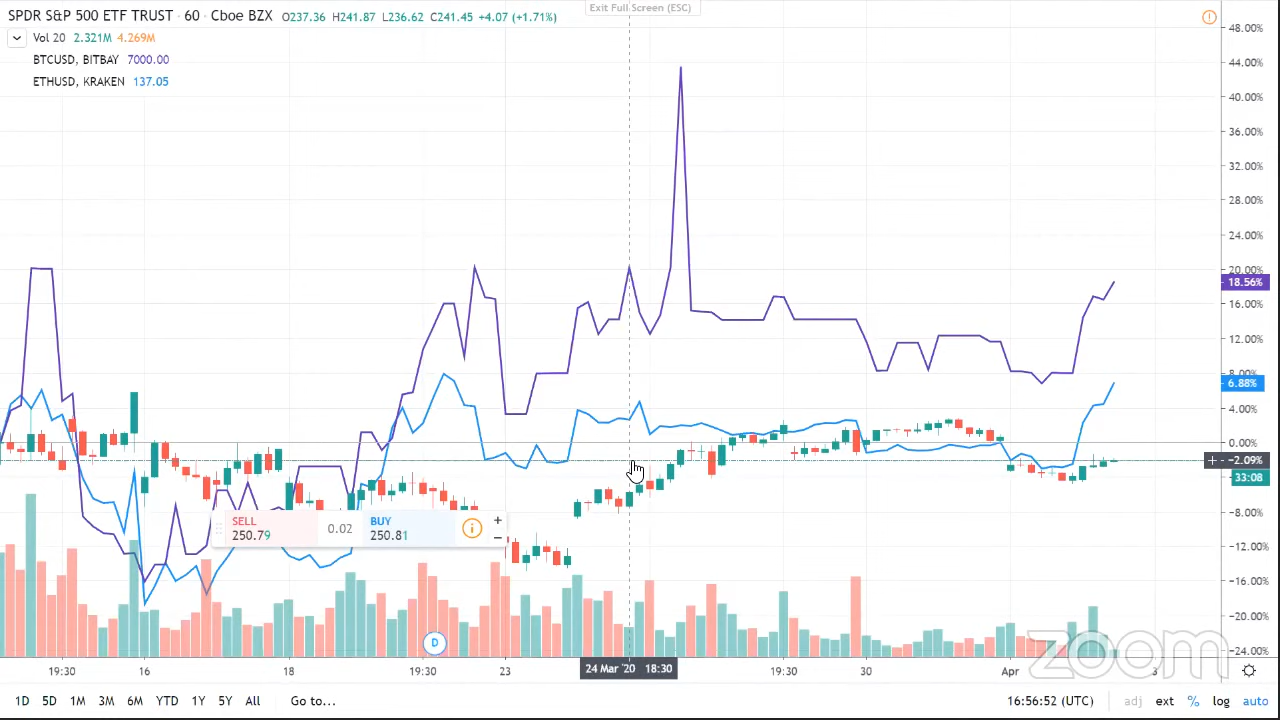 Exit Full Screen (ESC)
SPDR S&P 500 ETF TRUST · 60 · Cboe BZX O237.36 H241.87 L236.62 C241.45 +4.07 (+1.71%)
Vol 20 2.321M 4.269M
BTCUSD, BITBAY 7000.00
ETHUSD, KRAKEN 137.05
48.00%
44.00%
40.00%
36.00%
32.00%
28.00%
24.00%
20.00%
18.56%
16.00%
12.00%
8.00%
6.88%
4.00%
0.00%
-2.09%
33:08
-8.00%
-12.00%
-16.00%
-20.00%
-24.00%
SELL 250.79 0.02 BUY 250.81
D
19:30 16 18 19:30 23 24 Mar '20 18:30 19:30 30 Apr 3
zoom
1D 5D 1M 3M 6M YTD 1Y 5Y All Go to... 16:56:52 (UTC) adj ext % log auto